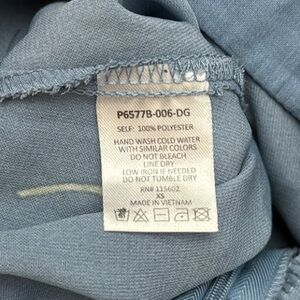 P6577B-006-DG
SELF: 100% POLYESTER
HAND WASH COLD WATER
WITH SIMILAR COLORS
DO NOT BLEACH
LINE DRY
LOW IRON IF NEEDED
DO NOT TUMBLE DRY
RN# 115602
XS
MADE IN VIETNAM